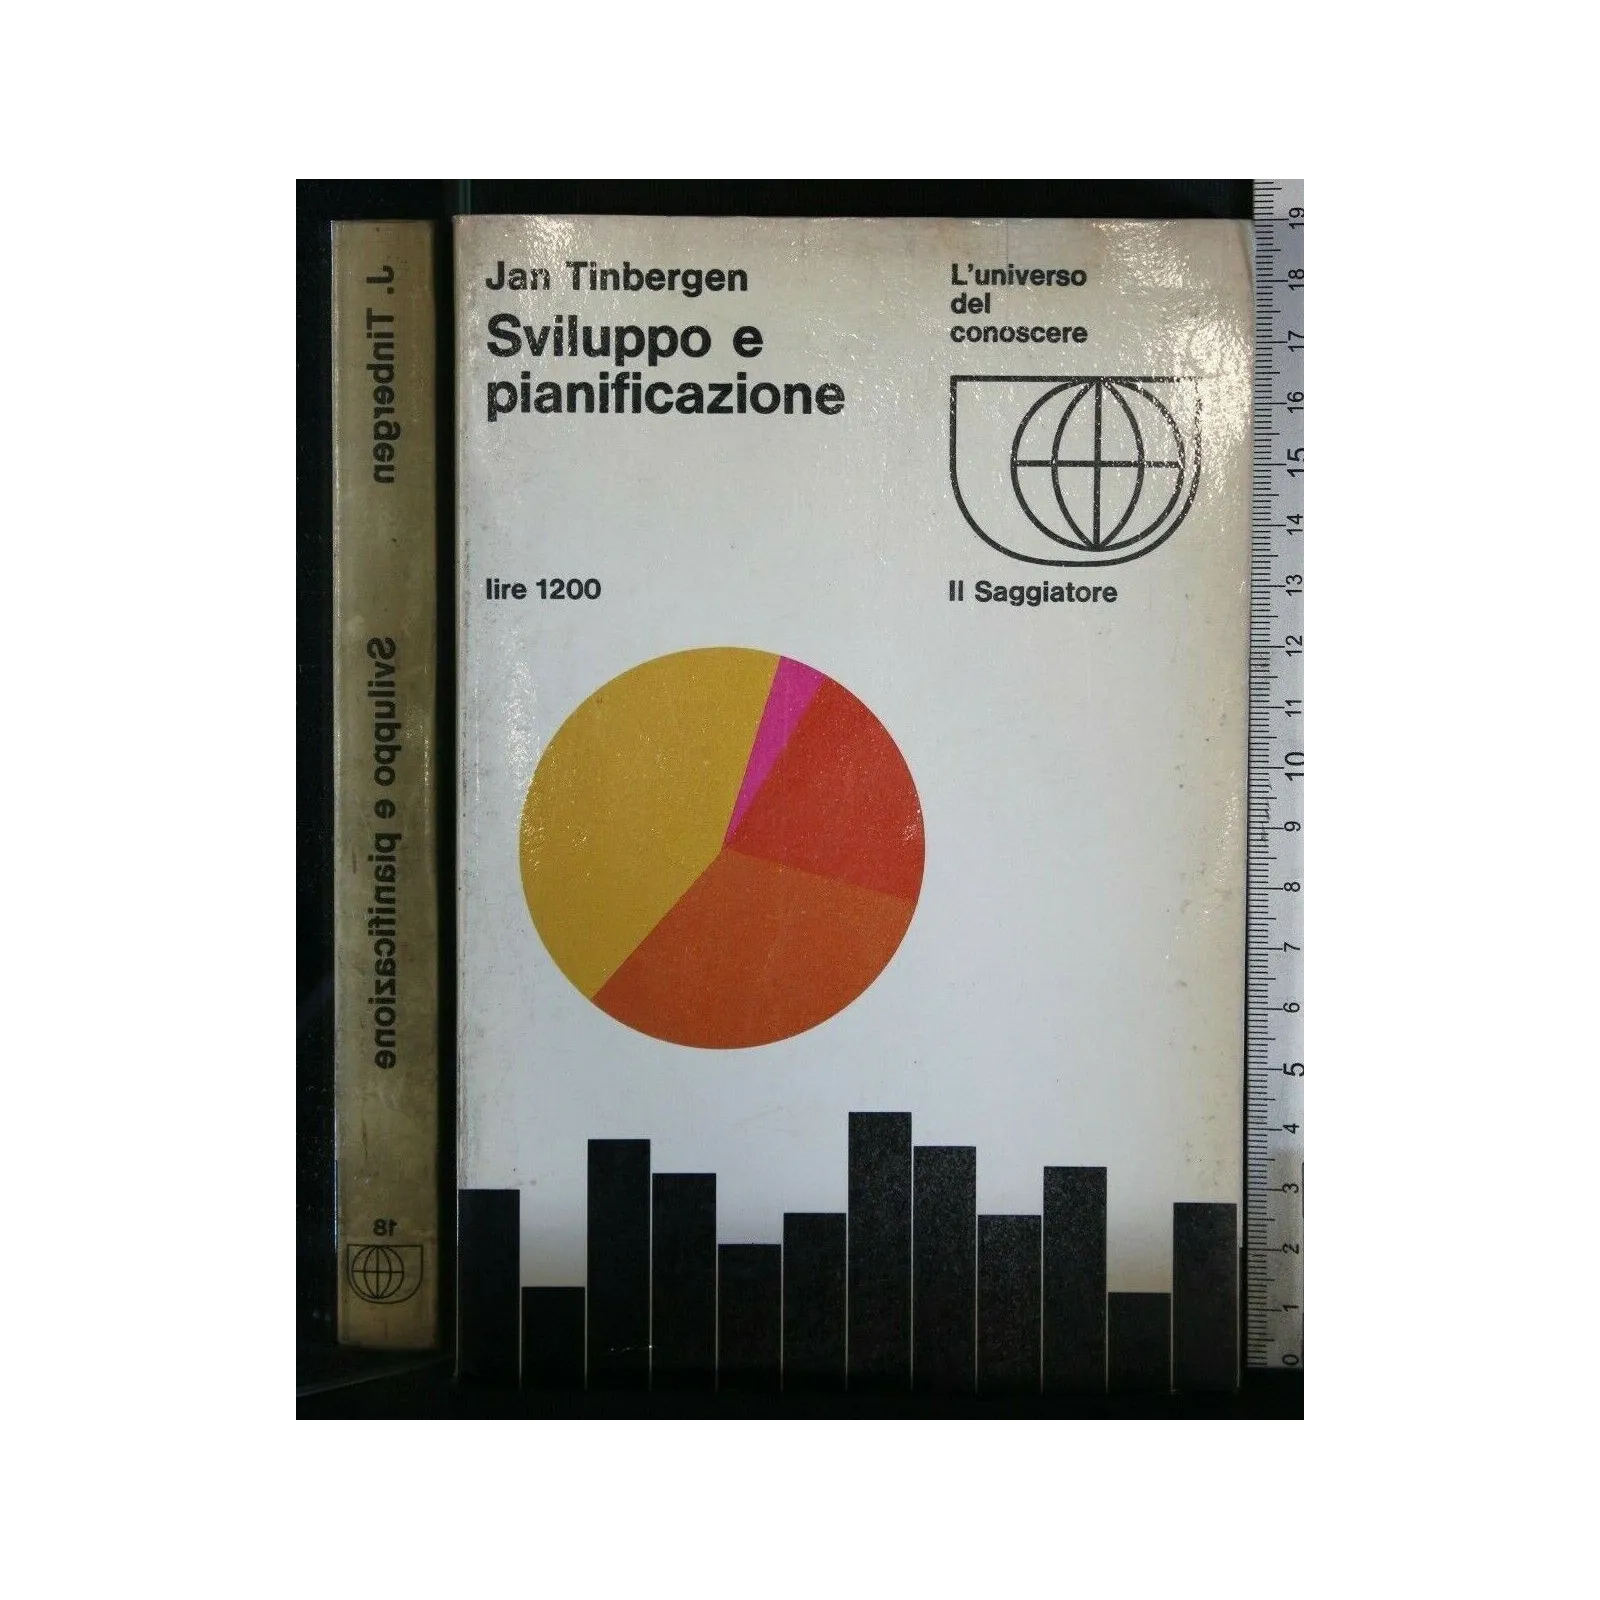 J. Tinbergen
Sviluppo e pianificazione
18
Jan Tinbergen
Sviluppo e
pianificazione
lire 1200
L'universo
del
conoscere
Il Saggiatore
19
18
17
16
15
14
13
12
11
10
9
8
7
6
5
4
3
2
1
0